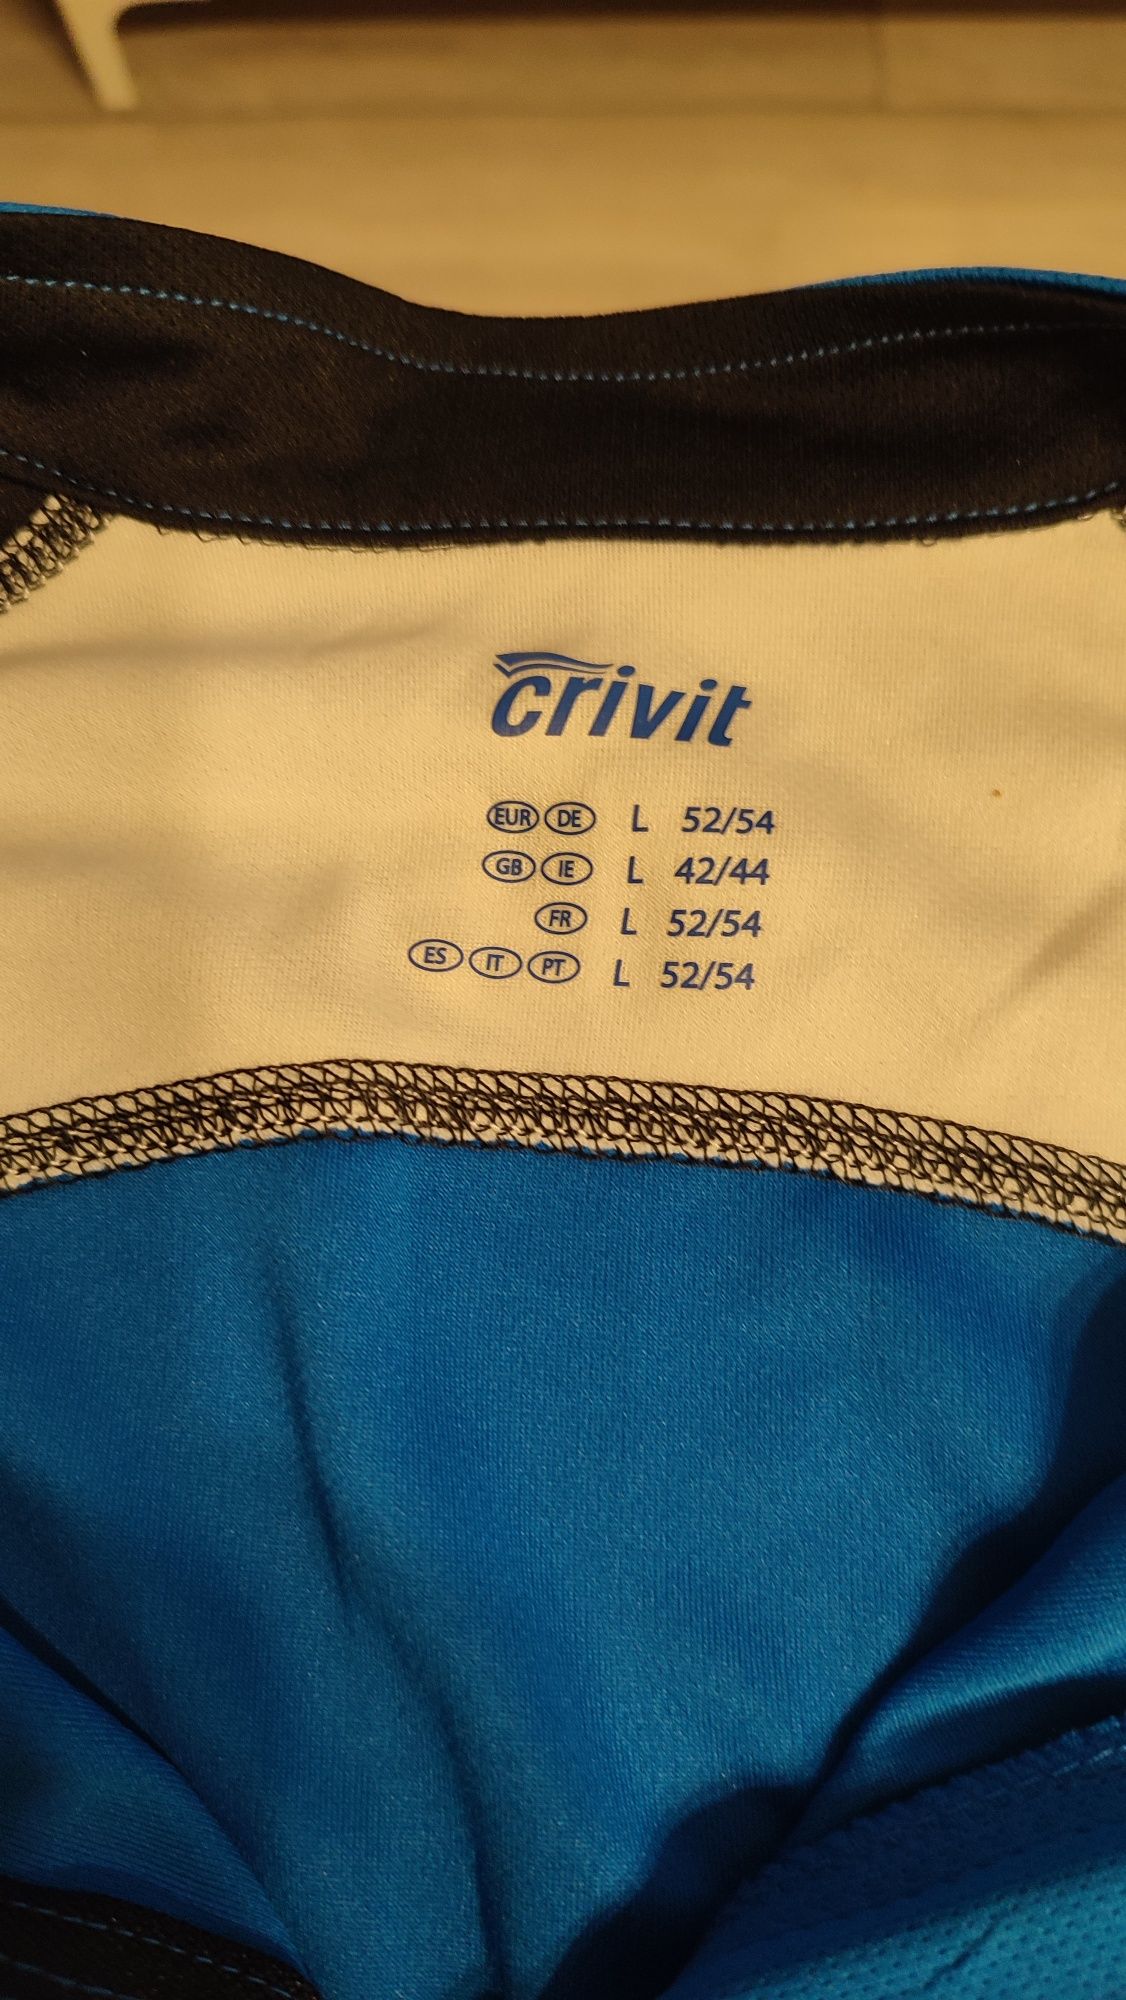 crivit
EUR DE L 52/54
GB IE L 42/44
FR L 52/54
ES IT PT L 52/54